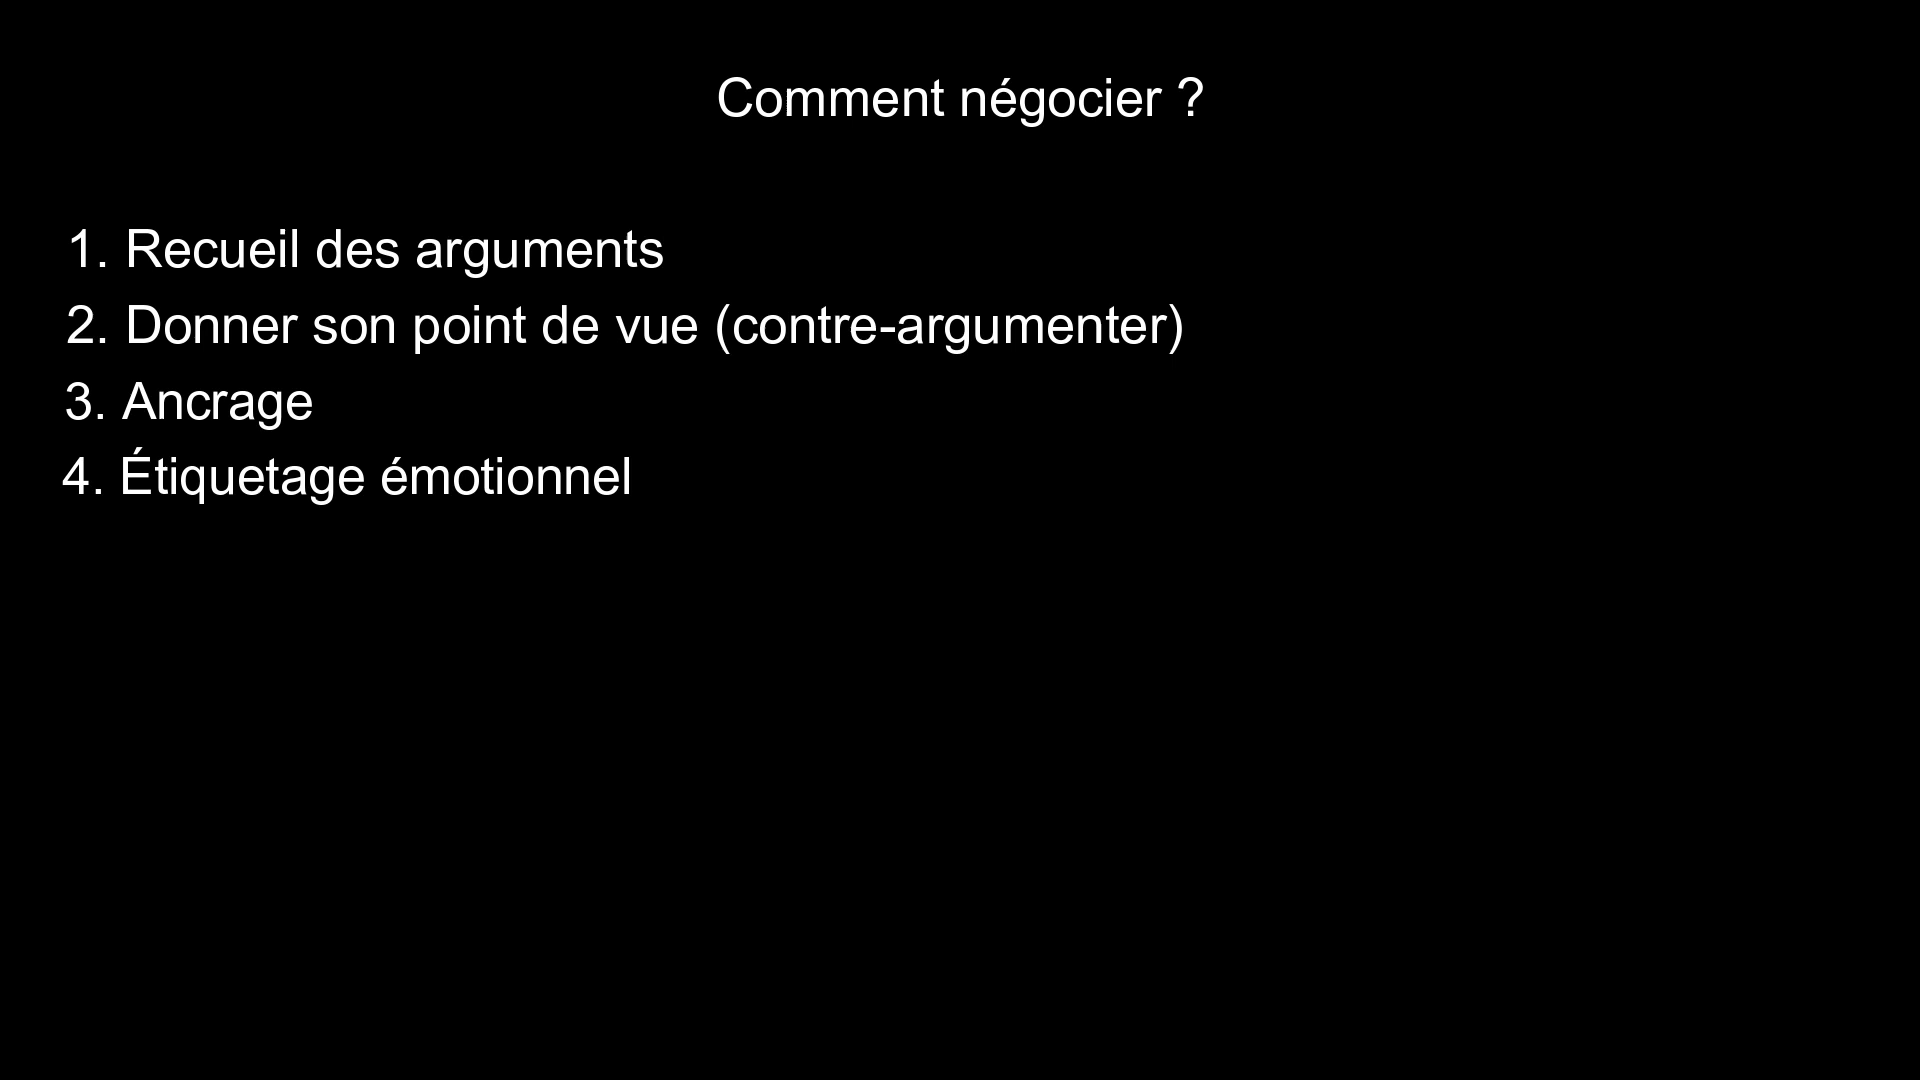 Comment négocier ?
1. Recueil des arguments
2. Donner son point de vue (contre-argumenter)
3. Ancrage
4. Étiquetage émotionnel